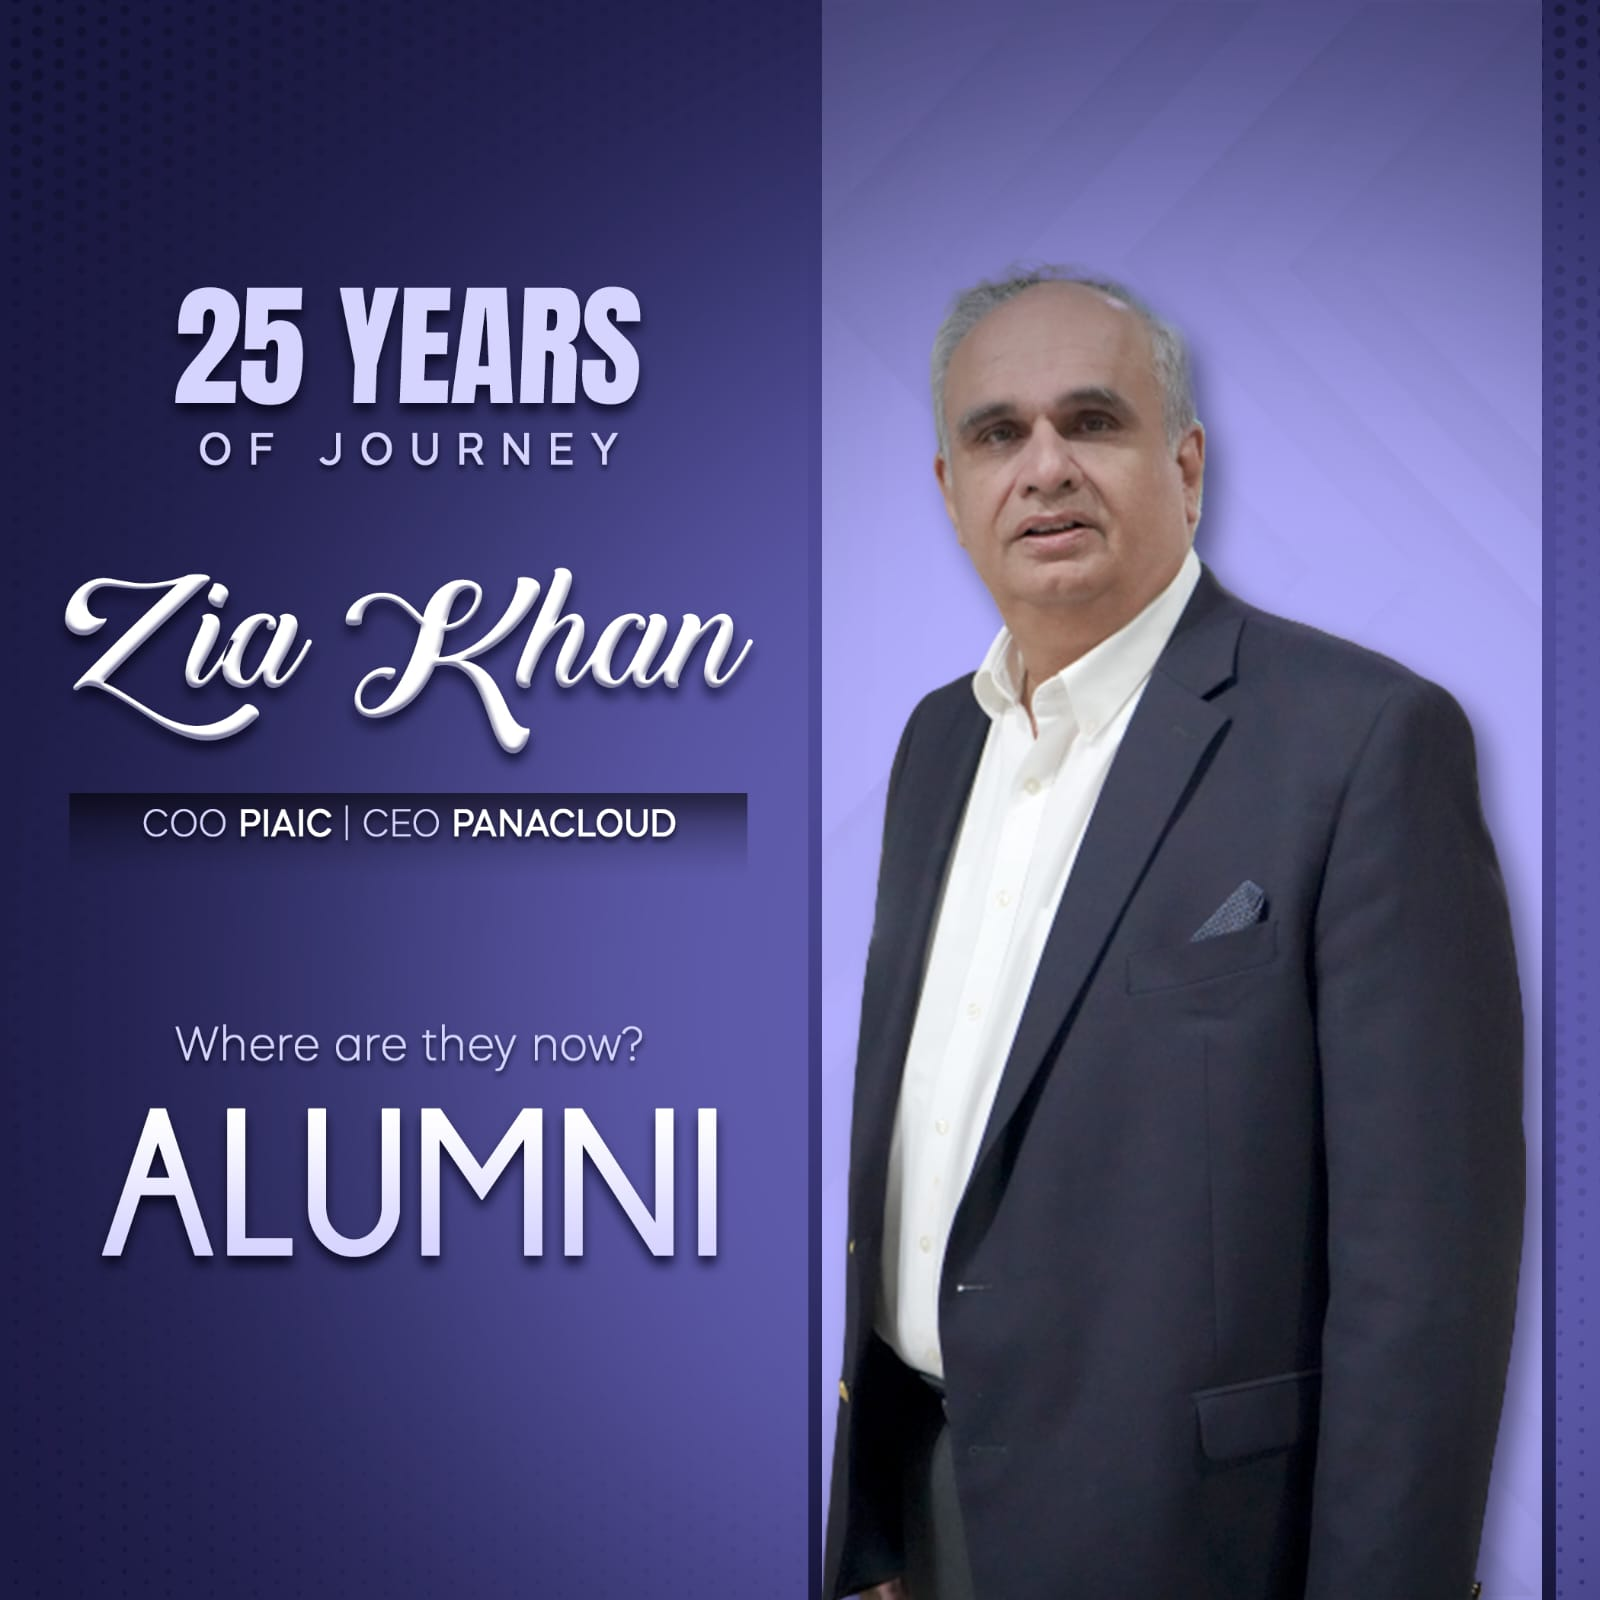 25 YEARS
OF JOURNEY
Zia Khan
COO PIAIC | CEO PANACLOUD
Where are they now?
ALUMNI